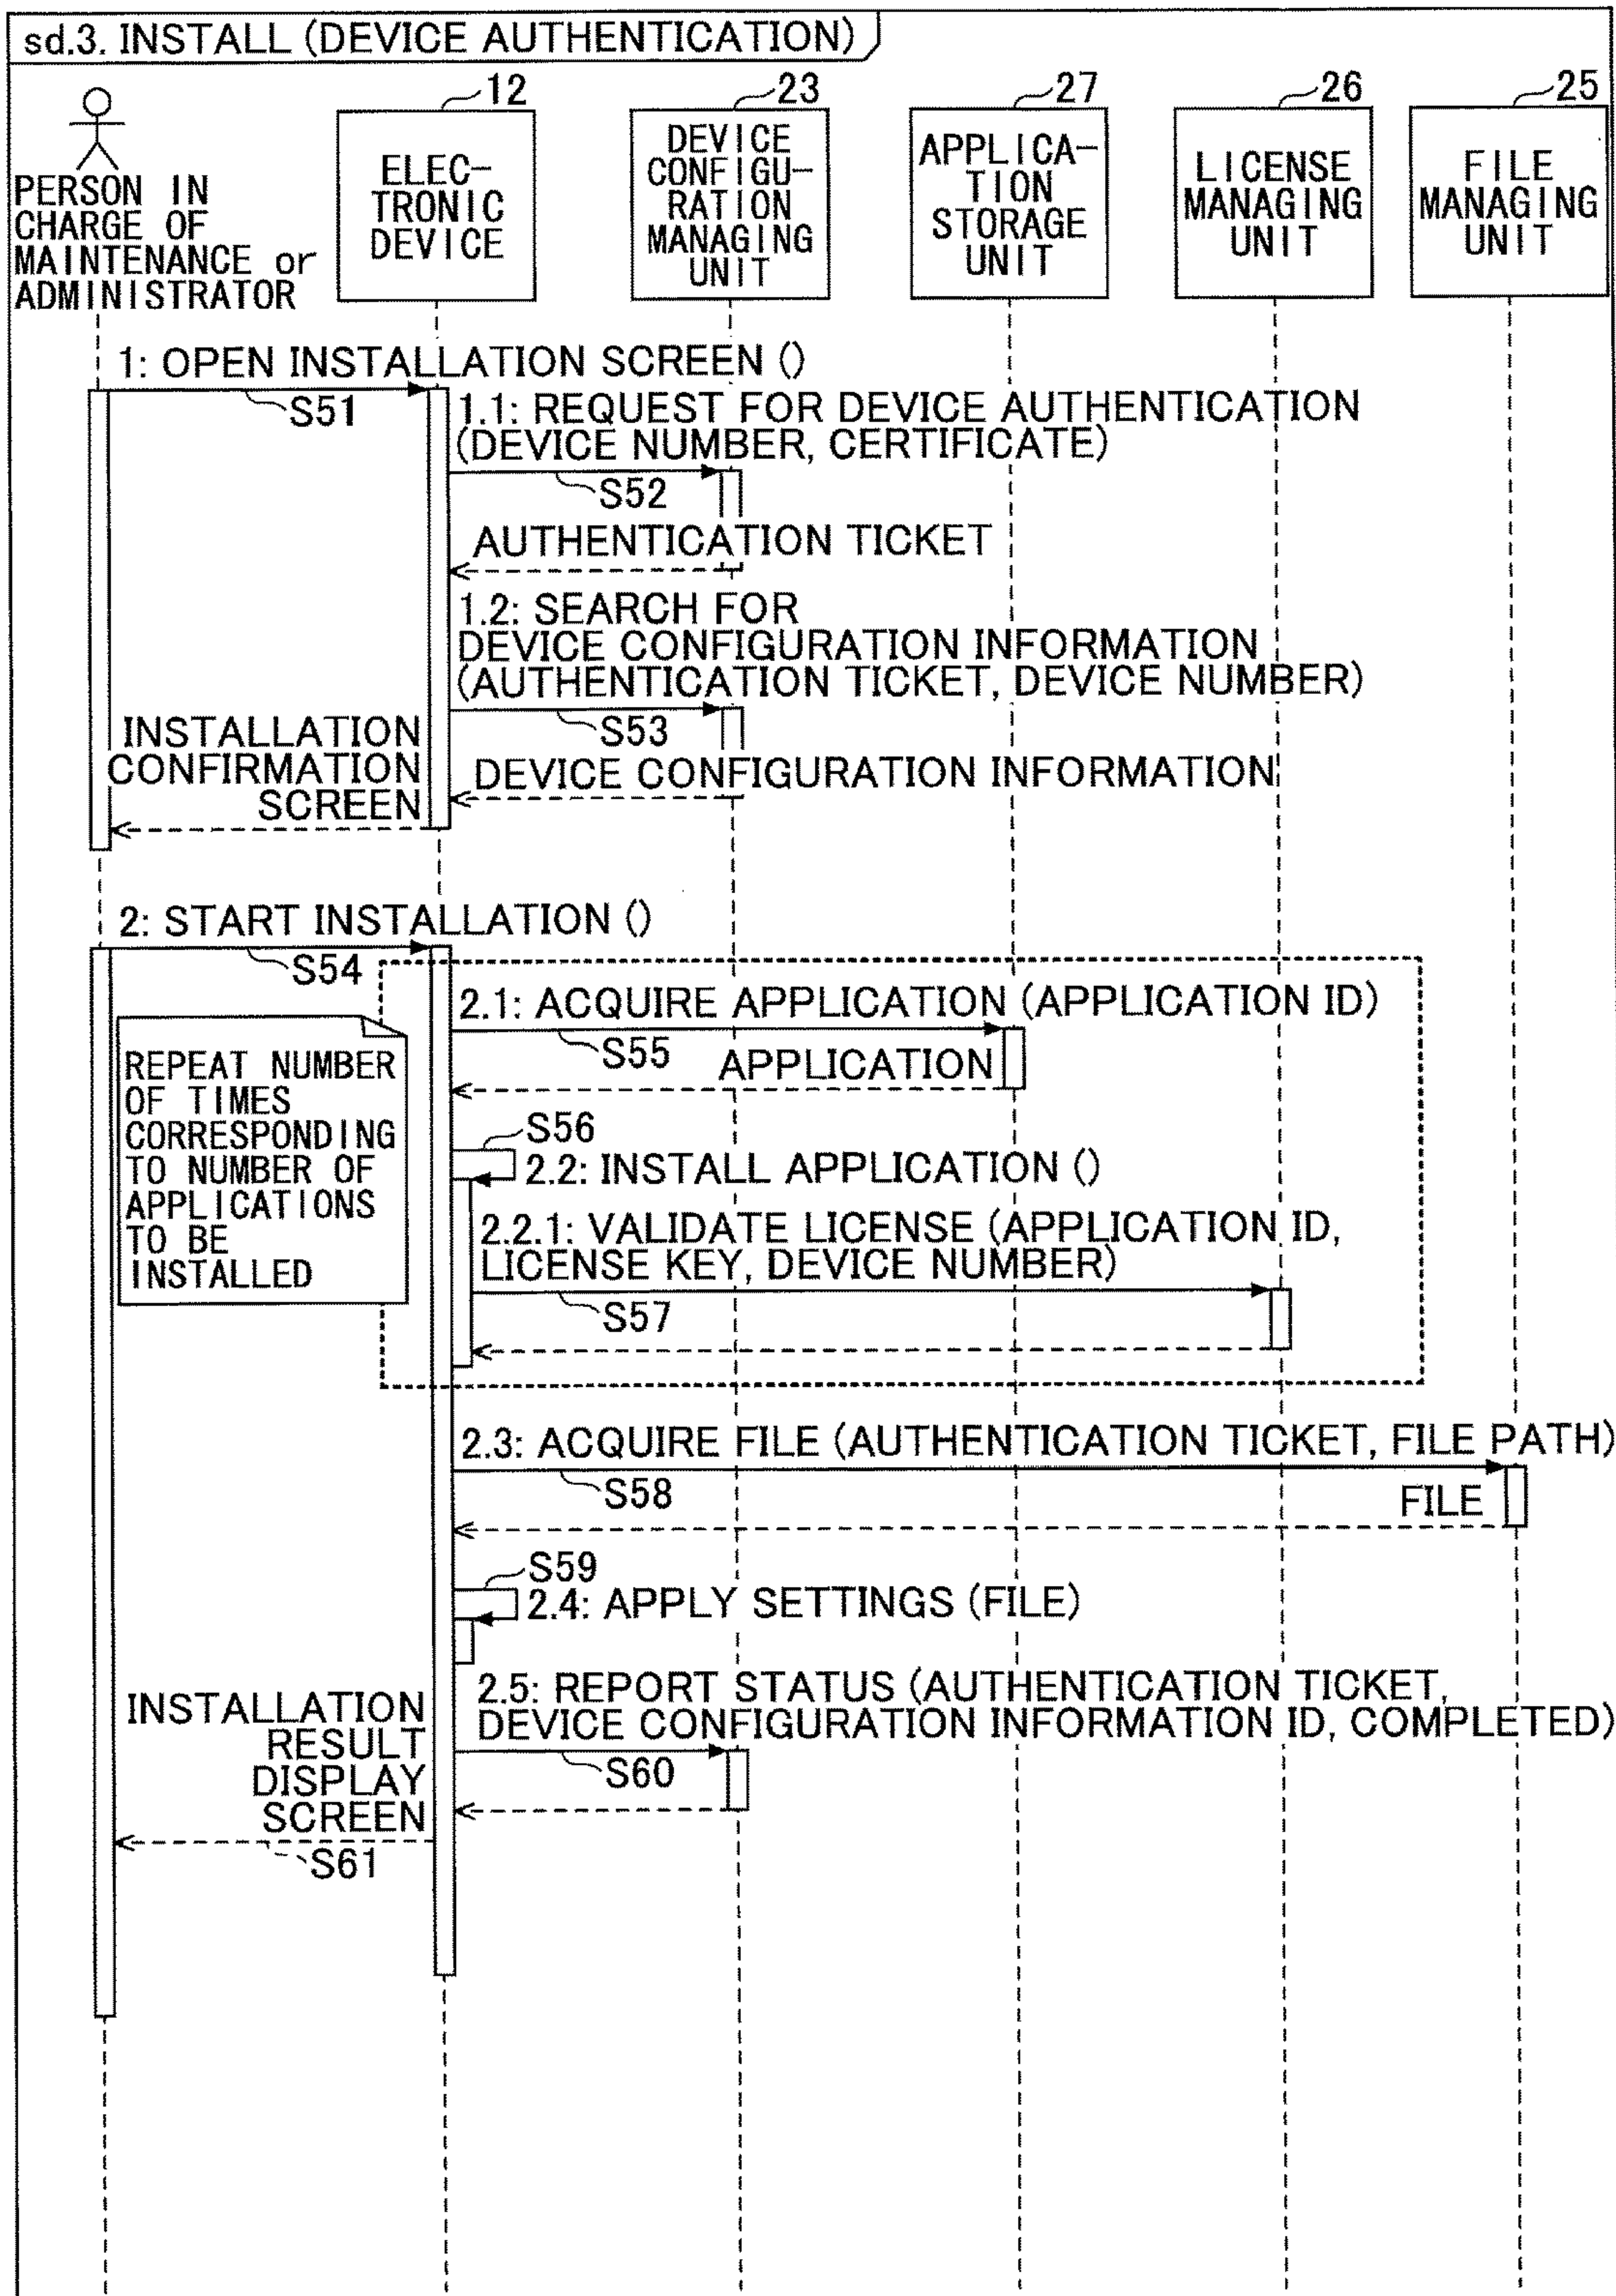 sd.3. INSTALL (DEVICE AUTHENTICATION)
12
23
27
26
25
PERSON IN
CHARGE OF
MAINTENANCE or
ADMINISTRATOR
ELEC-
TRONIC
DEVICE
DEVICE
CONFIGU-
RATION
MANAGING
UNIT
APPLICA-
TION
STORAGE
UNIT
LICENSE
MANAGING
UNIT
FILE
MANAGING
UNIT
1: OPEN INSTALLATION SCREEN ()
S51
1.1: REQUEST FOR DEVICE AUTHENTICATION
(DEVICE NUMBER, CERTIFICATE)
S52
AUTHENTICATION TICKET
1.2: SEARCH FOR
DEVICE CONFIGURATION INFORMATION
(AUTHENTICATION TICKET, DEVICE NUMBER)
S53
DEVICE CONFIGURATION INFORMATION
INSTALLATION
CONFIRMATION
SCREEN
2: START INSTALLATION ()
S54
REPEAT NUMBER
OF TIMES
CORRESPONDING
TO NUMBER OF
APPLICATIONS
TO BE
INSTALLED
2.1: ACQUIRE APPLICATION (APPLICATION ID)
S55
APPLICATION
S56
2.2: INSTALL APPLICATION ()
2.2.1: VALIDATE LICENSE (APPLICATION ID,
LICENSE KEY, DEVICE NUMBER)
S57
2.3: ACQUIRE FILE (AUTHENTICATION TICKET, FILE PATH)
S58
FILE
S59
2.4: APPLY SETTINGS (FILE)
2.5: REPORT STATUS (AUTHENTICATION TICKET,
DEVICE CONFIGURATION INFORMATION ID, COMPLETED)
S60
INSTALLATION
RESULT
DISPLAY
SCREEN
S61